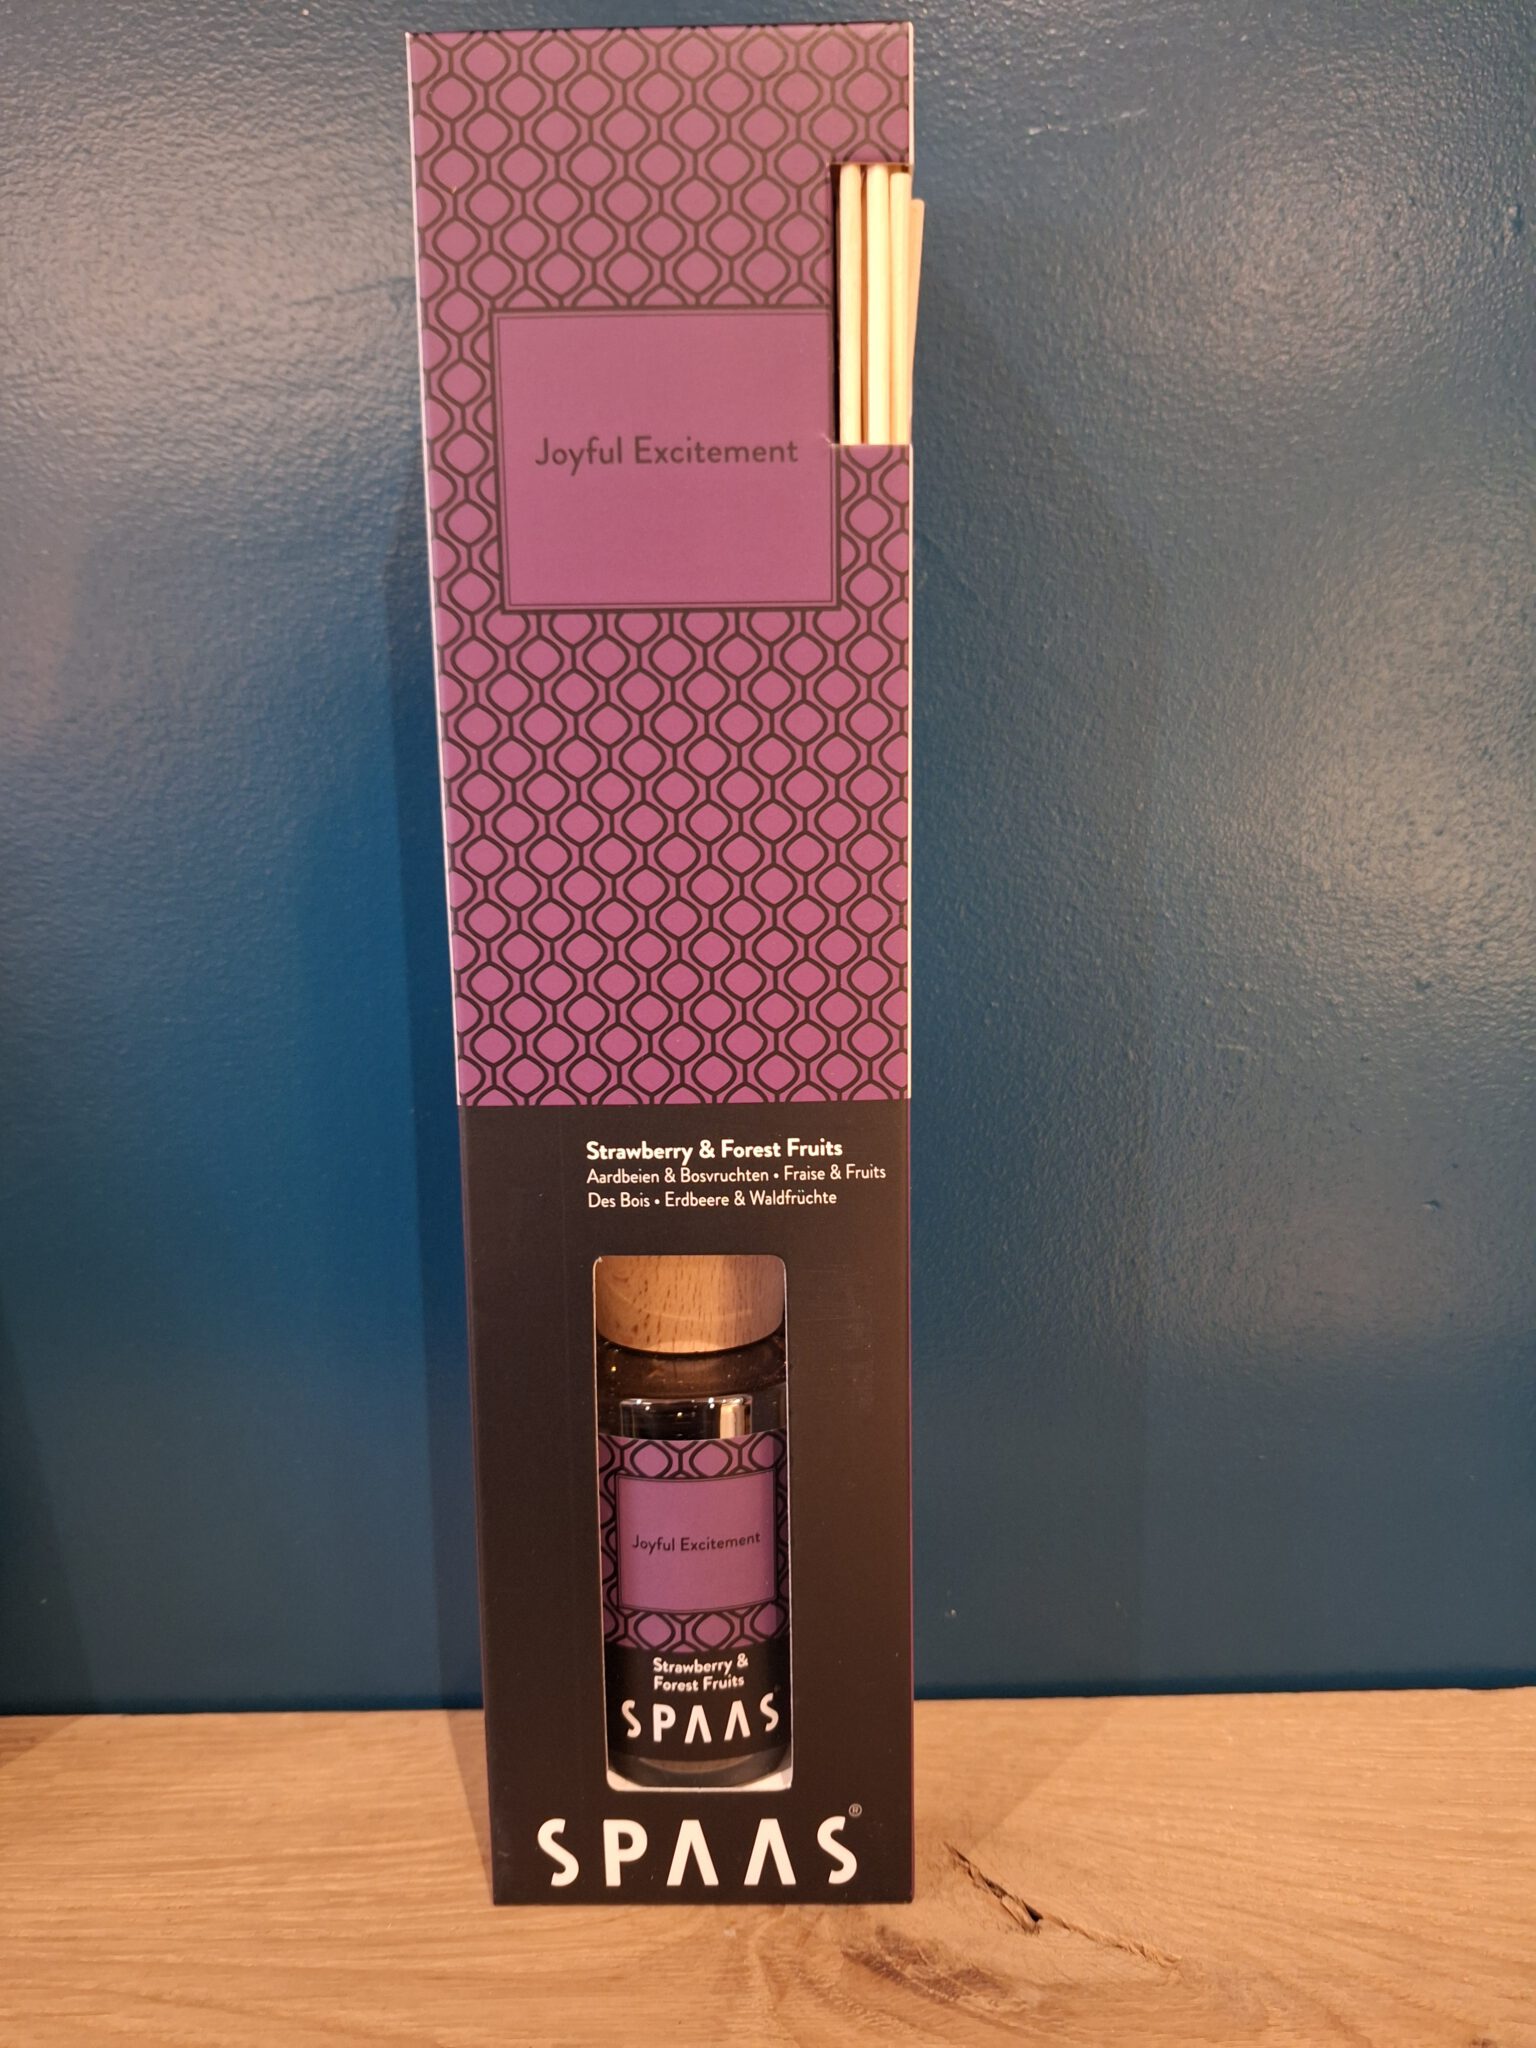 Joyful Excitement
Strawberry & Forest Fruits
Aardbeien & Bosvruchten • Fraise & Fruits
Des Bois • Erdbeere & Waldfrüchte
Joyful Excitement
Strawberry &
Forest Fruits
SPAAS
SPAAS®